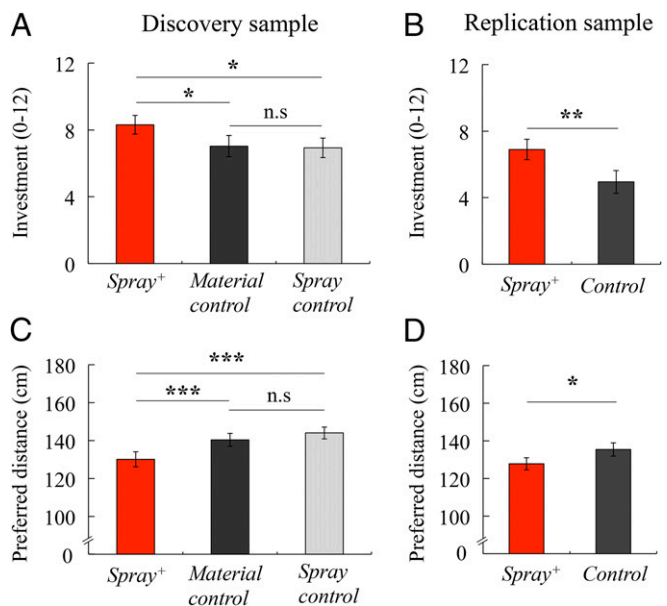 A
Discovery sample
Investment (0-12)
12
8
4
0
*
*
n.s
Spray+
Material
control
Spray
control
B
Replication sample
Investment (0-12)
12
8
4
0
**
Spray+
Control
C
Preferred distance (cm)
180
160
140
120
100
0
***
***
n.s
Spray+
Material
control
Spray
control
D
Preferred distance (cm)
180
160
140
120
100
0
*
Spray+
Control